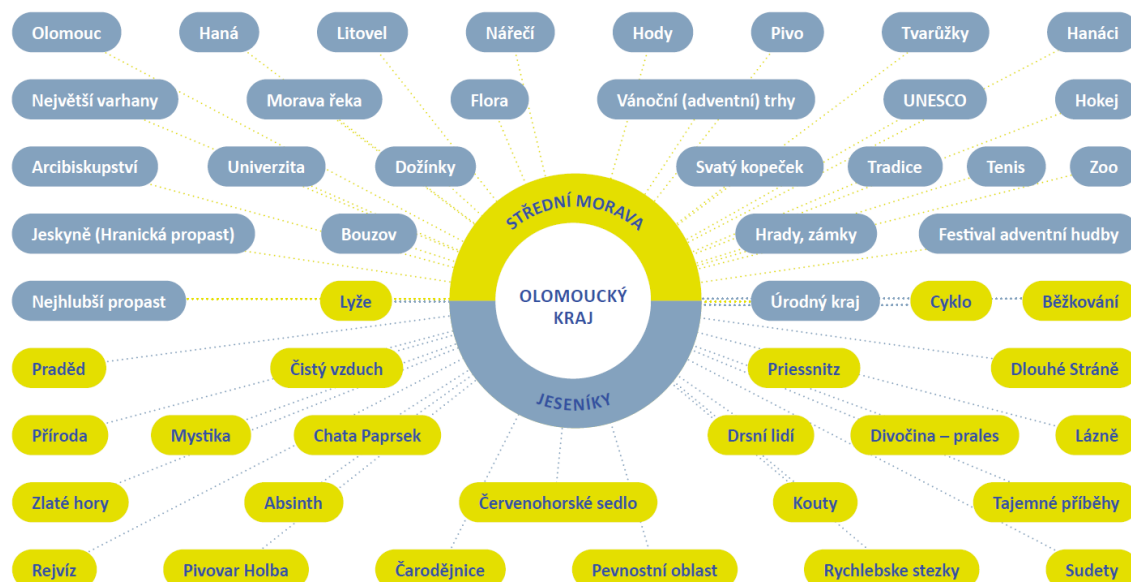 Olomouc
Haná
Litovel
Nářečí
Hody
Pivo
Tvarůžky
Hanáci
Největší varhany
Morava řeka
Flora
Vánoční (adventní) trhy
UNESCO
Hokej
Arcibiskupství
Univerzita
Dožínky
Svatý kopeček
Tradice
Tenis
Zoo
STŘEDNÍ MORAVA
Jeskyně (Hranická propast)
Bouzov
Hrady, zámky
Festival adventní hudby
Nejhlubší propast
Lyže
OLOMOUCKÝ
KRAJ
Úrodný kraj
Cyklo
Běžkování
Praděd
Čistý vzduch
Priessnitz
Dlouhé Stráně
JESENÍKY
Příroda
Mystika
Chata Paprsek
Drsní lidí
Divočina – prales
Lázně
Zlaté hory
Absinth
Červenohorské sedlo
Kouty
Tajemné příběhy
Rejvíz
Pivovar Holba
Čarodějnice
Pevnostní oblast
Rychlebske stezky
Sudety